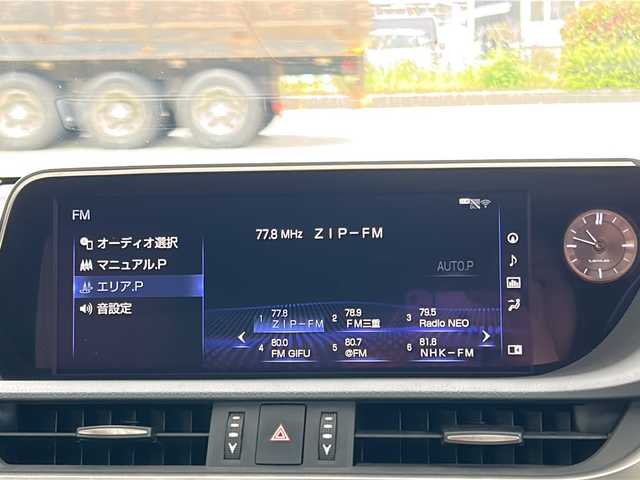 FM
オーディオ選択
マニュアル.P
エリア.P
音設定
77.8 MHz ZIP-FM
AUTO.P
1 77.8 ZIP-FM
2 78.9 FM三重
3 79.5 Radio NEO
4 80.0 FM GIFU
5 80.7 @FM
6 81.8 NHK-FM
LEXUS